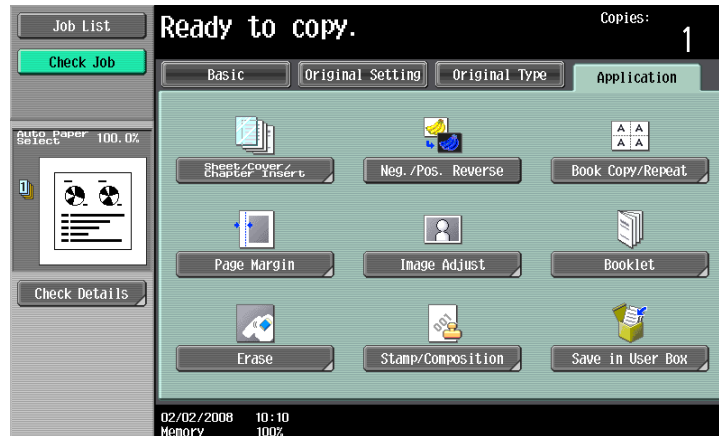 Job List
Ready to copy.
Copies:
1
Check Job
Basic
Original Setting
Original Type
Application
Auto Paper
Select
100.0%
1
Sheet/Cover/
Chapter Insert
Neg./Pos. Reverse
A A
A A
Book Copy/Repeat
Page Margin
Image Adjust
Booklet
Check Details
001
Erase
Stamp/Composition
Save in User Box
02/02/2008 10:10
Memory 100%